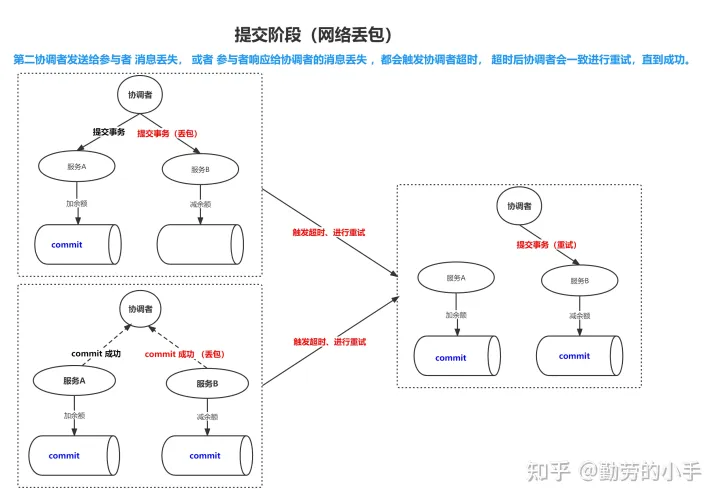 提交阶段（网络丢包）
第二协调者发送给参与者 消息丢失， 或者 参与者响应给协调者的消息丢失 ，都会触发协调者超时， 超时后协调者会一致进行重试，直到成功。
协调者
提交事务
提交事务（丢包）
服务A
服务B
加余额
减余额
commit
触发超时、进行重试
协调者
commit 成功
commit 成功 （丢包）
服务A
服务B
加余额
减余额
commit
commit
触发超时、进行重试
协调者
提交事务（重试）
服务A
服务B
加余额
减余额
commit
commit
知乎 @勤劳的小手